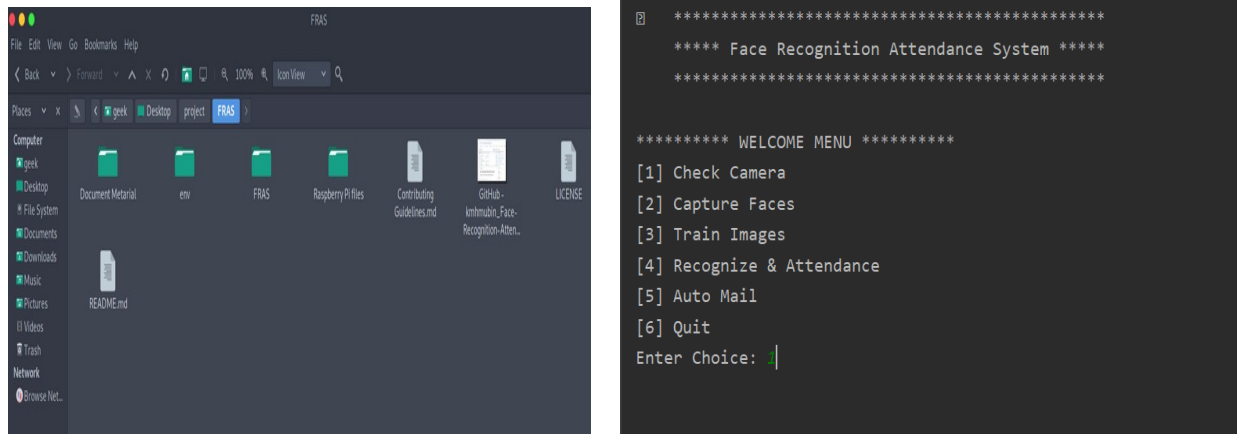 FRAS
File Edit View Go Bookmarks Help
Back Forward 100% Icon View
Places x geek Desktop project FRAS
Computer
geek
Desktop
File System
Documents
Downloads
Music
Pictures
Videos
Trash
Network
Browse Net...
Document Metarial env FRAS Raspberry Pi files Contributing Guidelines.md GitHub - kmhmubin_Face-Recognition-Atten... LICENSE
README.md
**********************************************
***** Face Recognition Attendance System *****
**********************************************
********** WELCOME MENU **********
[1] Check Camera
[2] Capture Faces
[3] Train Images
[4] Recognize & Attendance
[5] Auto Mail
[6] Quit
Enter Choice: 1